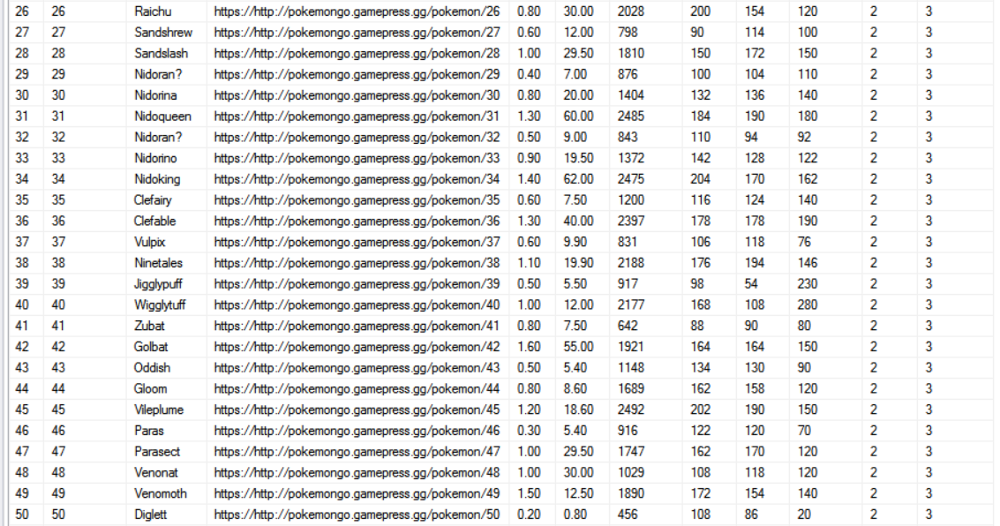 26 26 Raichu https://http://pokemongo.gamepress.gg/pokemon/26 0.80 30.00 2028 200 154 120 2 3
27 27 Sandshrew https://http://pokemongo.gamepress.gg/pokemon/27 0.60 12.00 798 90 114 100 2 3
28 28 Sandslash https://http://pokemongo.gamepress.gg/pokemon/28 1.00 29.50 1810 150 172 150 2 3
29 29 Nidoran? https://http://pokemongo.gamepress.gg/pokemon/29 0.40 7.00 876 100 104 110 2 3
30 30 Nidorina https://http://pokemongo.gamepress.gg/pokemon/30 0.80 20.00 1404 132 136 140 2 3
31 31 Nidoqueen https://http://pokemongo.gamepress.gg/pokemon/31 1.30 60.00 2485 184 190 180 2 3
32 32 Nidoran? https://http://pokemongo.gamepress.gg/pokemon/32 0.50 9.00 843 110 94 92 2 3
33 33 Nidorino https://http://pokemongo.gamepress.gg/pokemon/33 0.90 19.50 1372 142 128 122 2 3
34 34 Nidoking https://http://pokemongo.gamepress.gg/pokemon/34 1.40 62.00 2475 204 170 162 2 3
35 35 Clefairy https://http://pokemongo.gamepress.gg/pokemon/35 0.60 7.50 1200 116 124 140 2 3
36 36 Clefable https://http://pokemongo.gamepress.gg/pokemon/36 1.30 40.00 2397 178 178 190 2 3
37 37 Vulpix https://http://pokemongo.gamepress.gg/pokemon/37 0.60 9.90 831 106 118 76 2 3
38 38 Ninetales https://http://pokemongo.gamepress.gg/pokemon/38 1.10 19.90 2188 176 194 146 2 3
39 39 Jigglypuff https://http://pokemongo.gamepress.gg/pokemon/39 0.50 5.50 917 98 54 230 2 3
40 40 Wigglytuff https://http://pokemongo.gamepress.gg/pokemon/40 1.00 12.00 2177 168 108 280 2 3
41 41 Zubat https://http://pokemongo.gamepress.gg/pokemon/41 0.80 7.50 642 88 90 80 2 3
42 42 Golbat https://http://pokemongo.gamepress.gg/pokemon/42 1.60 55.00 1921 164 164 150 2 3
43 43 Oddish https://http://pokemongo.gamepress.gg/pokemon/43 0.50 5.40 1148 134 130 90 2 3
44 44 Gloom https://http://pokemongo.gamepress.gg/pokemon/44 0.80 8.60 1689 162 158 120 2 3
45 45 Vileplume https://http://pokemongo.gamepress.gg/pokemon/45 1.20 18.60 2492 202 190 150 2 3
46 46 Paras https://http://pokemongo.gamepress.gg/pokemon/46 0.30 5.40 916 122 120 70 2 3
47 47 Parasect https://http://pokemongo.gamepress.gg/pokemon/47 1.00 29.50 1747 162 170 120 2 3
48 48 Venonat https://http://pokemongo.gamepress.gg/pokemon/48 1.00 30.00 1029 108 118 120 2 3
49 49 Venomoth https://http://pokemongo.gamepress.gg/pokemon/49 1.50 12.50 1890 172 154 140 2 3
50 50 Diglett https://http://pokemongo.gamepress.gg/pokemon/50 0.20 0.80 456 108 86 20 2 3